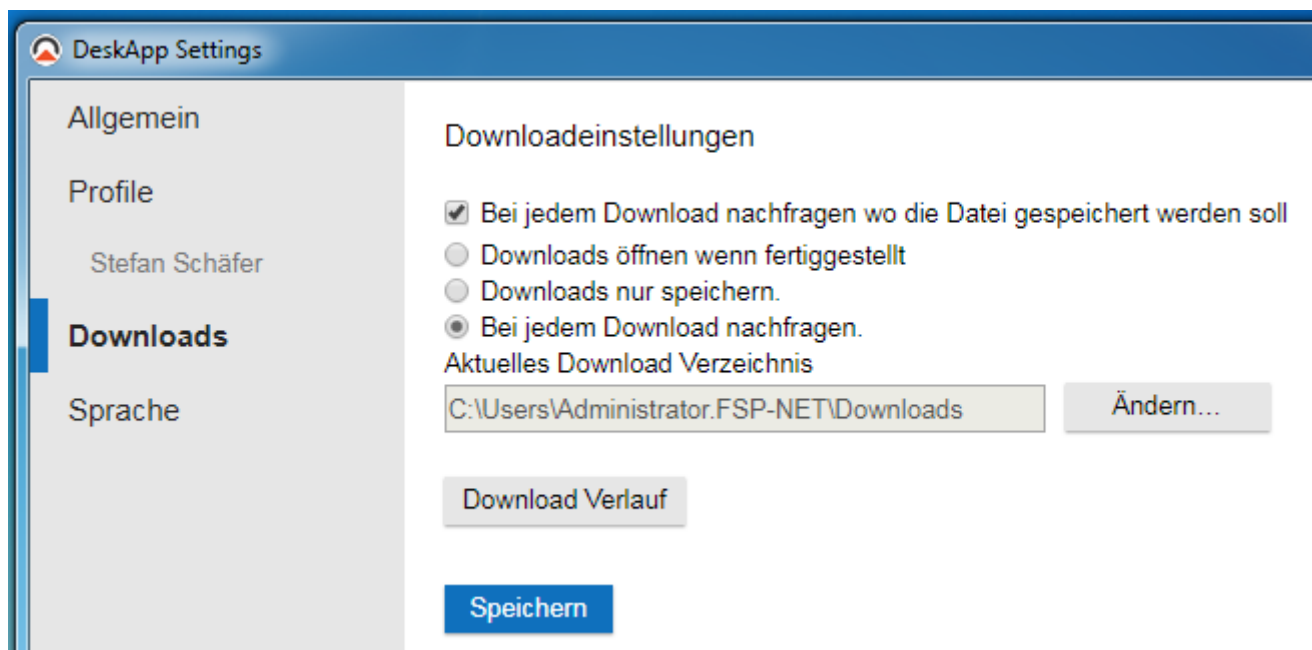 DeskApp Settings
Allgemein
Profile
Stefan Schäfer
Downloads
Sprache
Downloadeinstellungen
Bei jedem Download nachfragen wo die Datei gespeichert werden soll
Downloads öffnen wenn fertiggestellt
Downloads nur speichern.
Bei jedem Download nachfragen.
Aktuelles Download Verzeichnis
C:\Users\Administrator.FSP-NET\Downloads
Ändern...
Download Verlauf
Speichern